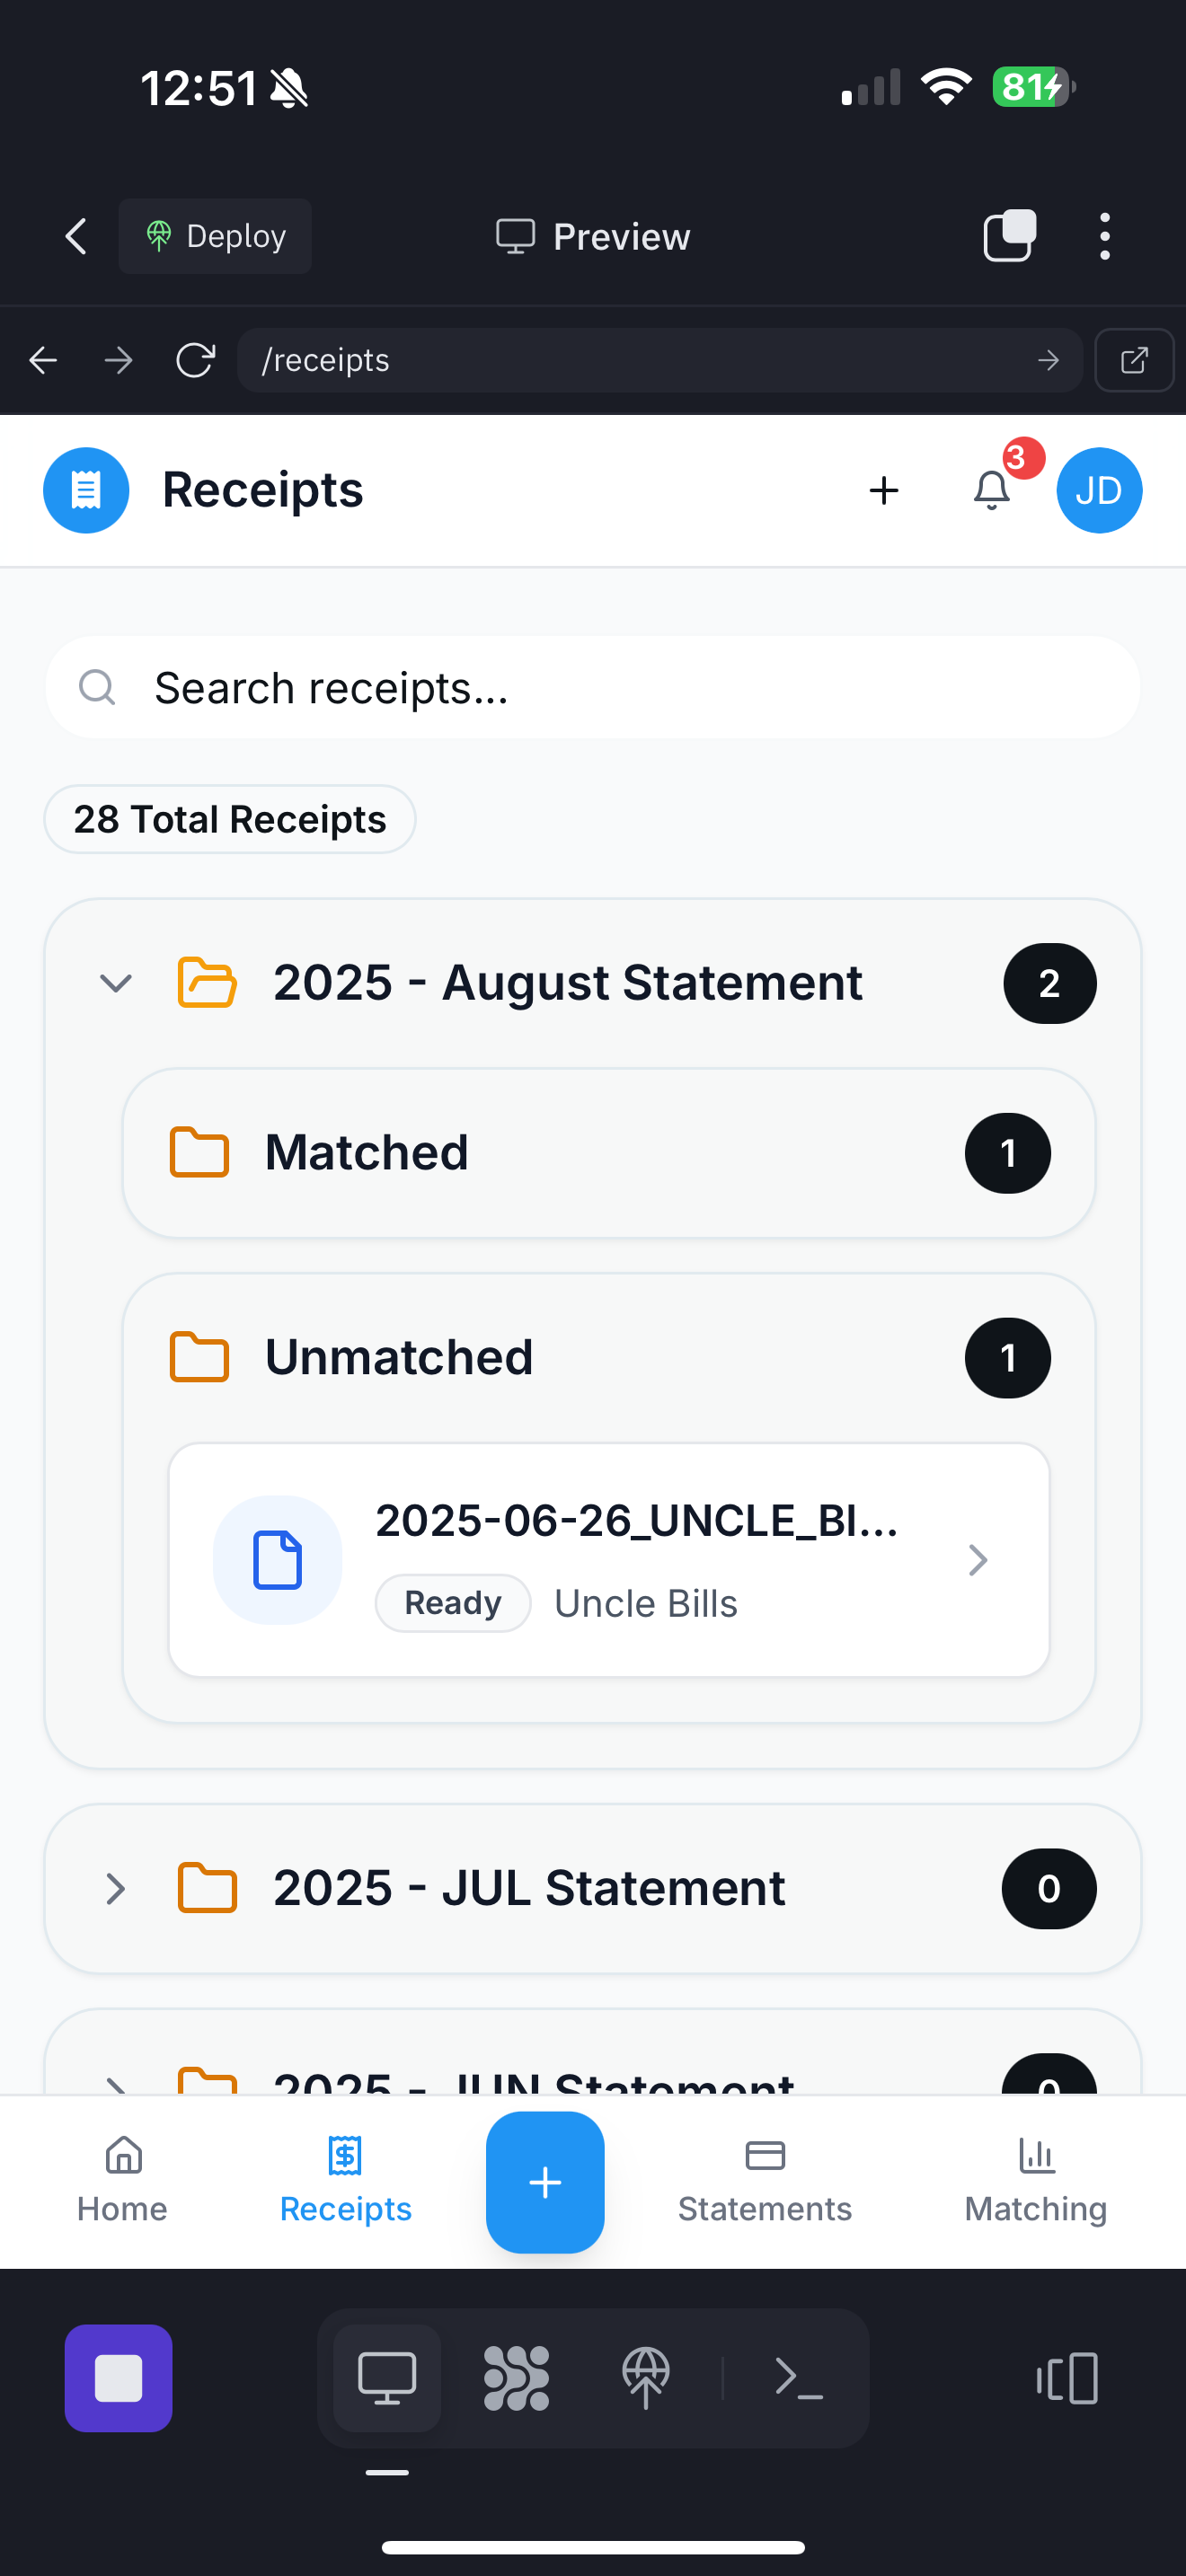 12:51
81
Deploy
Preview
/receipts
Receipts
3
JD
Search receipts...
28 Total Receipts
2025 - August Statement
2
Matched
1
Unmatched
1
2025-06-26_UNCLE_BI...
Ready
Uncle Bills
2025 - JUL Statement
0
2025 - JUN Statement
0
Home
Receipts
Statements
Matching